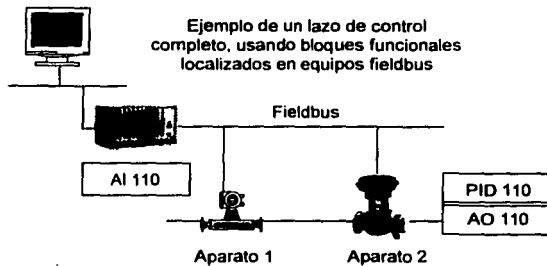 Ejemplo de un lazo de control
completo, usando bloques funcionales
localizados en equipos fieldbus
Fieldbus
AI 110
PID 110
AO 110
Aparato 1
Aparato 2